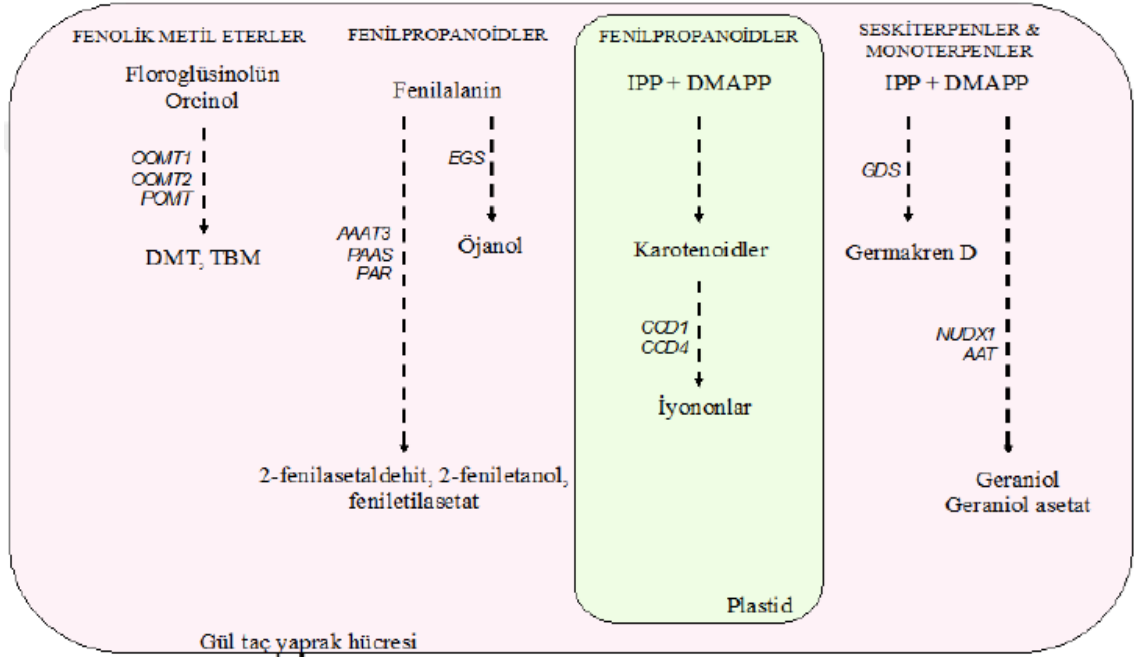 FENOLİK METİL ETERLER
Floroglüsinolün
Orcinol
OOMT1
OOMT2
POMT
DMT, TBM
FENİLPROPANOİDLER
Fenilalanin
EGS
Öjanol
AAAT3
PAAS
PAR
2-fenilasetaldehit, 2-feniletanol,
feniletilasetat
FENİLPROPANOİDLER
IPP + DMAPP
Karotenoidler
CCD1
CCD4
İyononlar
Plastid
SESKİTERPENLER &
MONOTERPENLER
IPP + DMAPP
GDS
Germakren D
NUDX1
AAT
Geraniol
Geraniol asetat
Gül taç yaprak hücresi